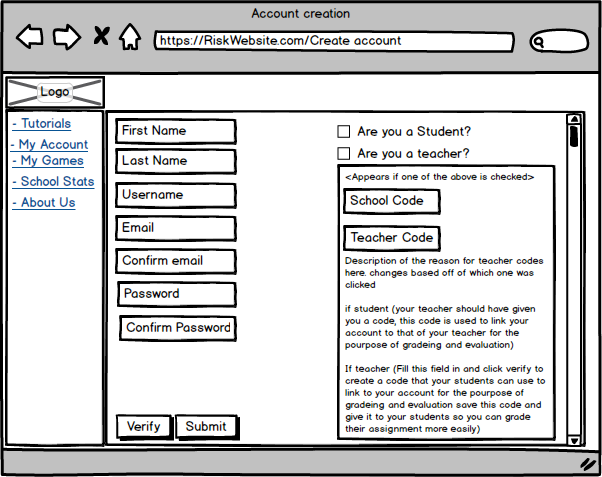 Account creation
https://RiskWebsite.com/Create account
Logo
- Tutorials
- My Account
- My Games
- School Stats
- About Us
First Name
Last Name
Username
Email
Confirm email
Password
Confirm Password
Verify
Submit
Are you a Student?
Are you a teacher?
<Appears if one of the above is checked>
School Code
Teacher Code
Description of the reason for teacher codes
here. changes based off of which one was
clicked
if student (your teacher should have given
you a code, this code is used to link your
account to that of your teacher for the
pourpose of gradeing and evaluation)
If teacher (Fill this field in and click verify to
create a code that your students can use to
link to your account for the pourpose of
gradeing and evaluation save this code and
give it to your students so you can grade
their assignment more easily)